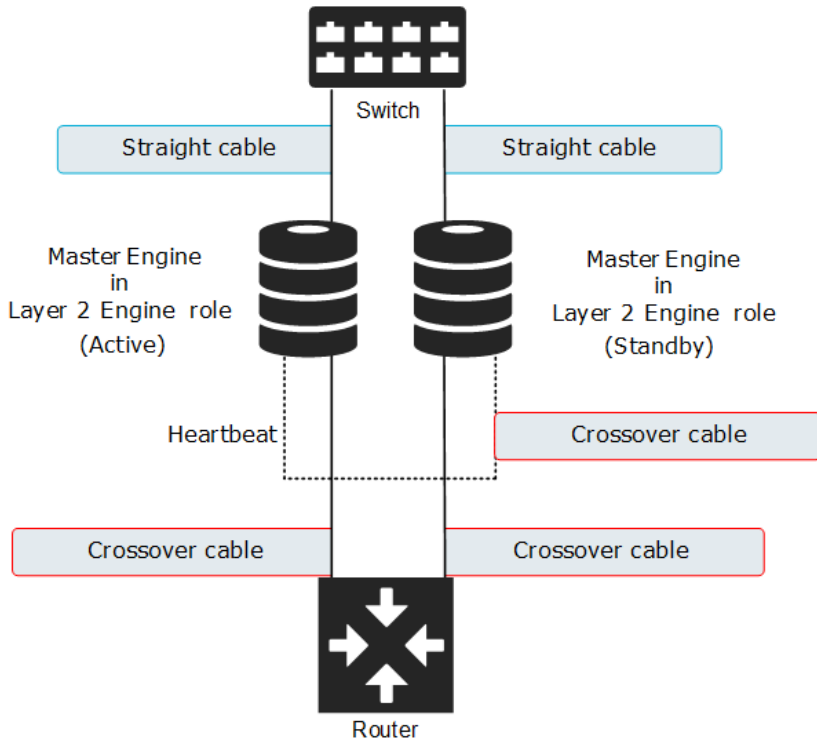 Switch
Straight cable
Straight cable
Master Engine
in
Layer 2 Engine role
(Active)
Master Engine
in
Layer 2 Engine role
(Standby)
Heartbeat
Crossover cable
Crossover cable
Crossover cable
Router